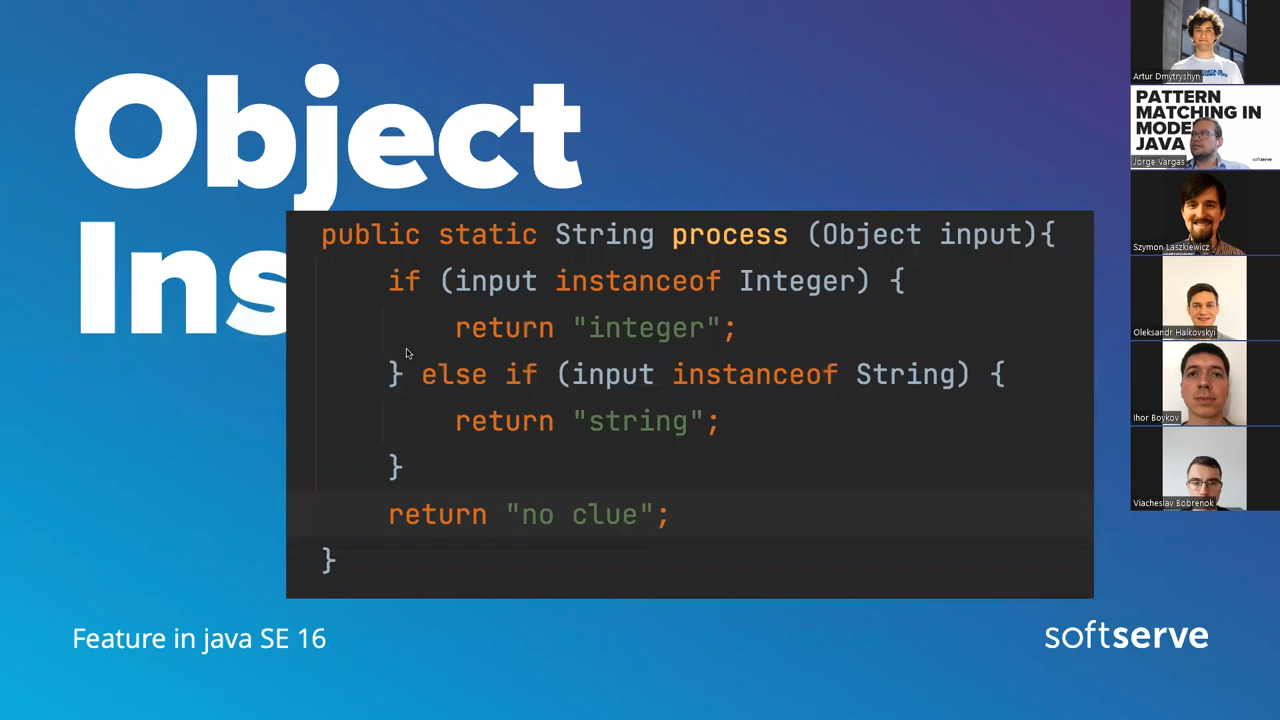 Object
Ins
public static String process (Object input){
if (input instanceof Integer) {
return "integer";
} else if (input instanceof String) {
return "string";
}
return "no clue";
}
Feature in java SE 16
softserve
Artur Dmytryshyn
PATTERN
MATCHING IN
MODE
JAVA
softserve
Jorge Vargas
Szymon Laszkiewicz
Oleksandr Halkovskyi
Ihor Boykov
Viacheslav Bobrenok